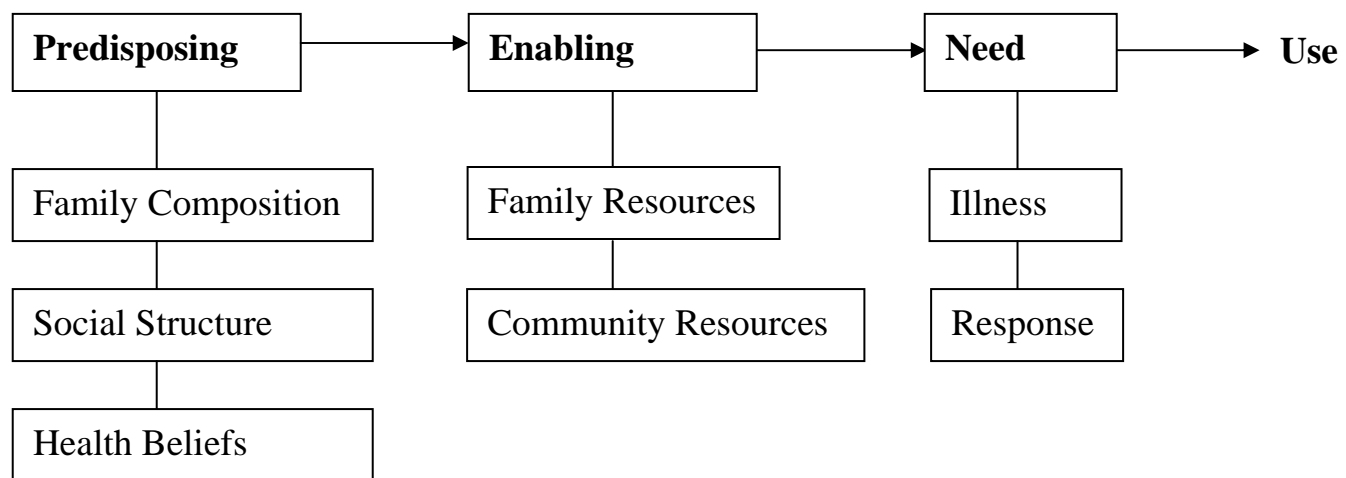 Predisposing
Enabling
Need
Use
Family Composition
Family Resources
Illness
Social Structure
Community Resources
Response
Health Beliefs